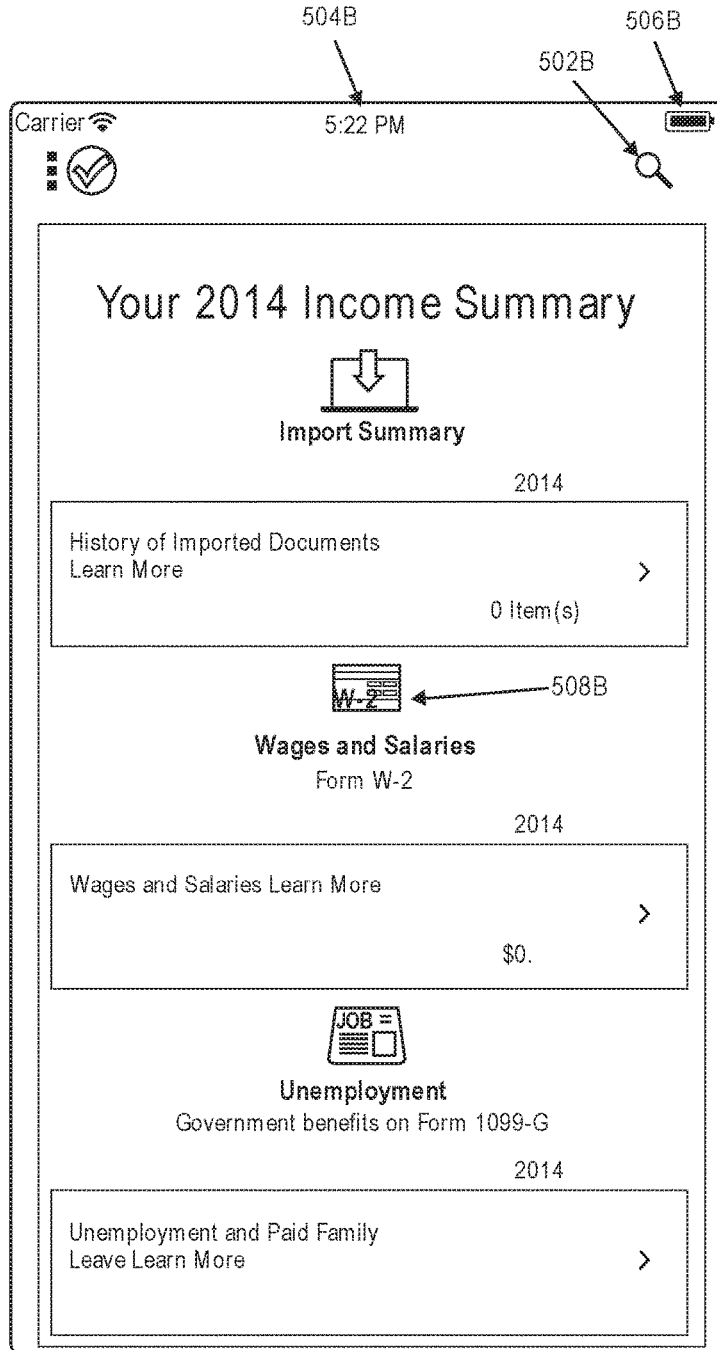 504B
506B
502B
Carrier
5:22 PM
Your 2014 Income Summary
Import Summary
2014
History of Imported Documents
Learn More
0 Item(s)
W-2
508B
Wages and Salaries
Form W-2
2014
Wages and Salaries Learn More
$0.
JOB
Unemployment
Government benefits on Form 1099-G
2014
Unemployment and Paid Family
Leave Learn More